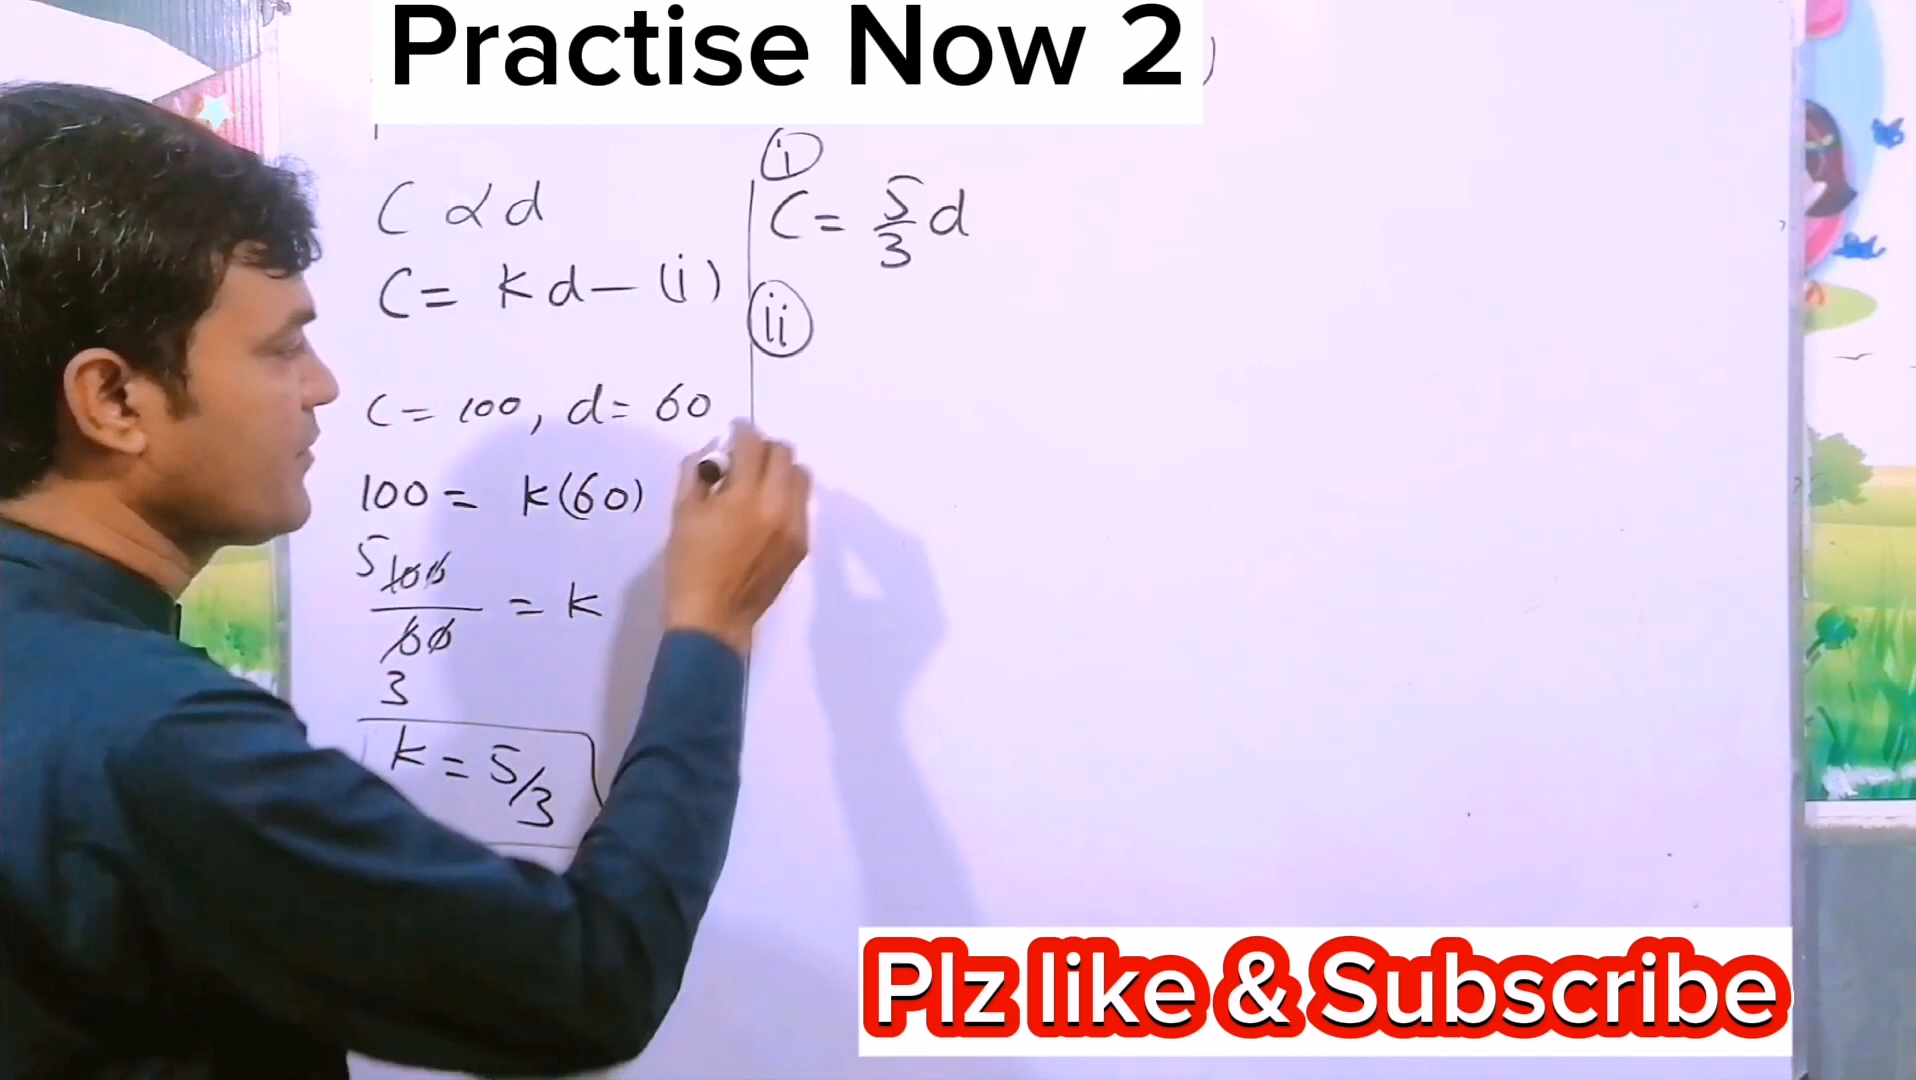 Practise Now 2
)
C ∝ d
C = kd — (i)
C = 100, d = 60
100 = k(60)
5
100
/60 = k
3
k = 5/3
(i)
C = 5/3 d
(ii)
Plz like & Subscribe